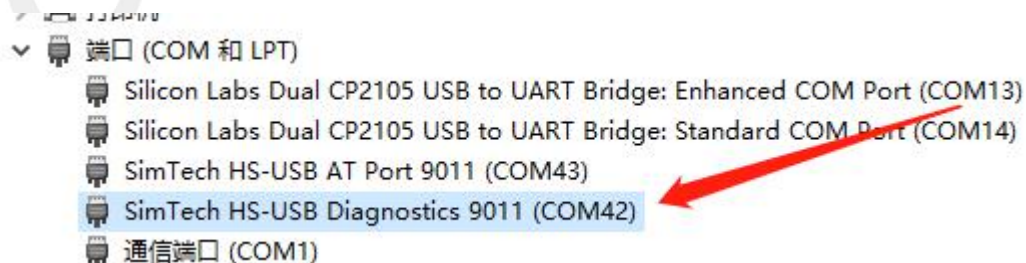 端口 (COM 和 LPT)
Silicon Labs Dual CP2105 USB to UART Bridge: Enhanced COM Port (COM13)
Silicon Labs Dual CP2105 USB to UART Bridge: Standard COM Port (COM14)
SimTech HS-USB AT Port 9011 (COM43)
SimTech HS-USB Diagnostics 9011 (COM42)
通信端口 (COM1)